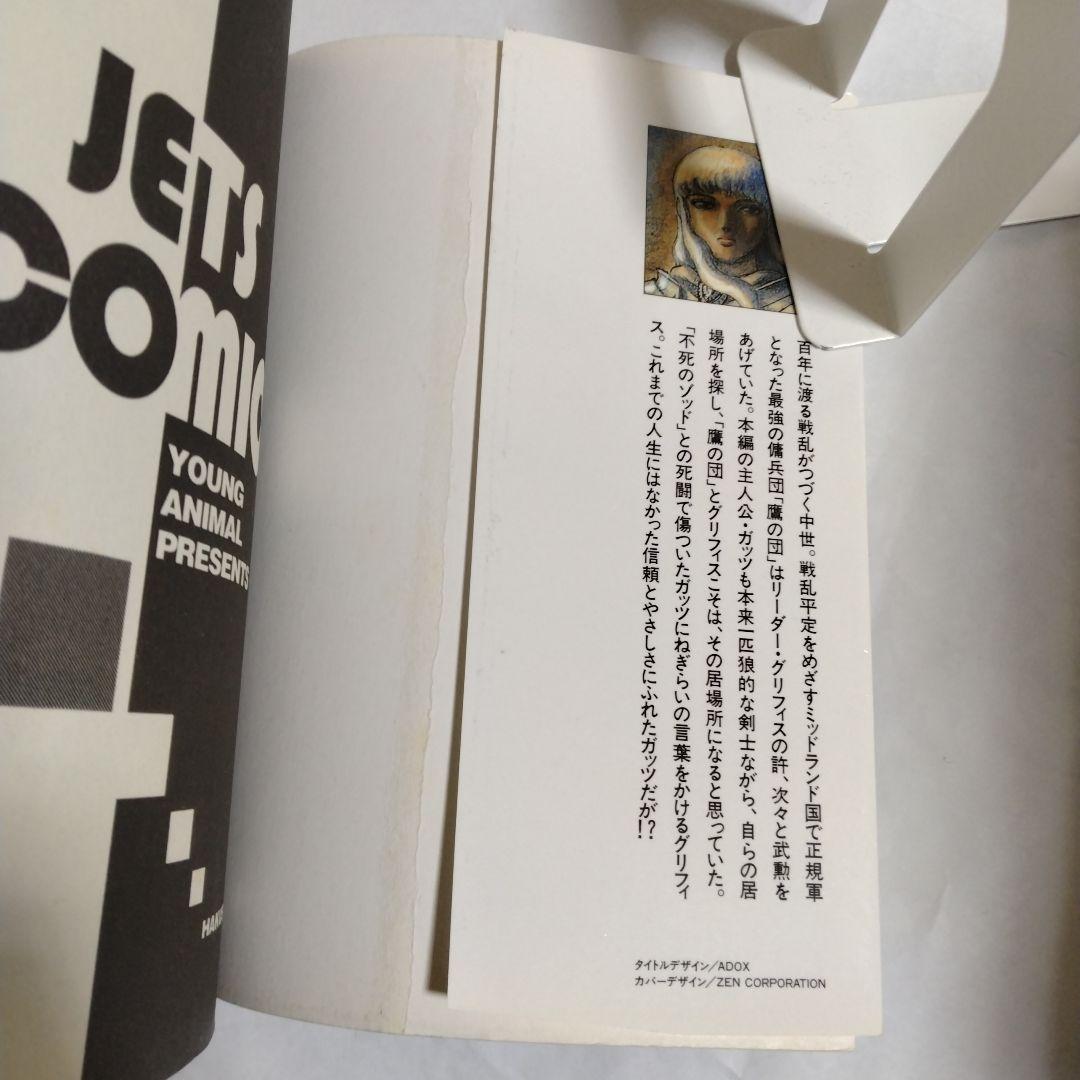 JETS
COMIC
YOUNG
ANIMAL
PRESENTS
百年に渡る戦乱がつづく中世。戦乱平定をめざすミッドランド国で正規軍
となった最強の傭兵団「鷹の団」はリーダー・グリフィスの許、次々と武勲を
あげていた。本編の主人公・ガッツも本来一匹狼的な剣士ながら、自らの居
場所を探し、「鷹の団」とグリフィスこそは、その居場所になると思っていた。
「不死のゾッド」との死闘で傷ついたガッツにねぎらいの言葉をかけるグリフィ
ス。これまでの人生にはなかった信頼とやさしさにふれたガッツだが!?
タイトルデザイン/ADOX
カバーデザイン/ZEN CORPORATION